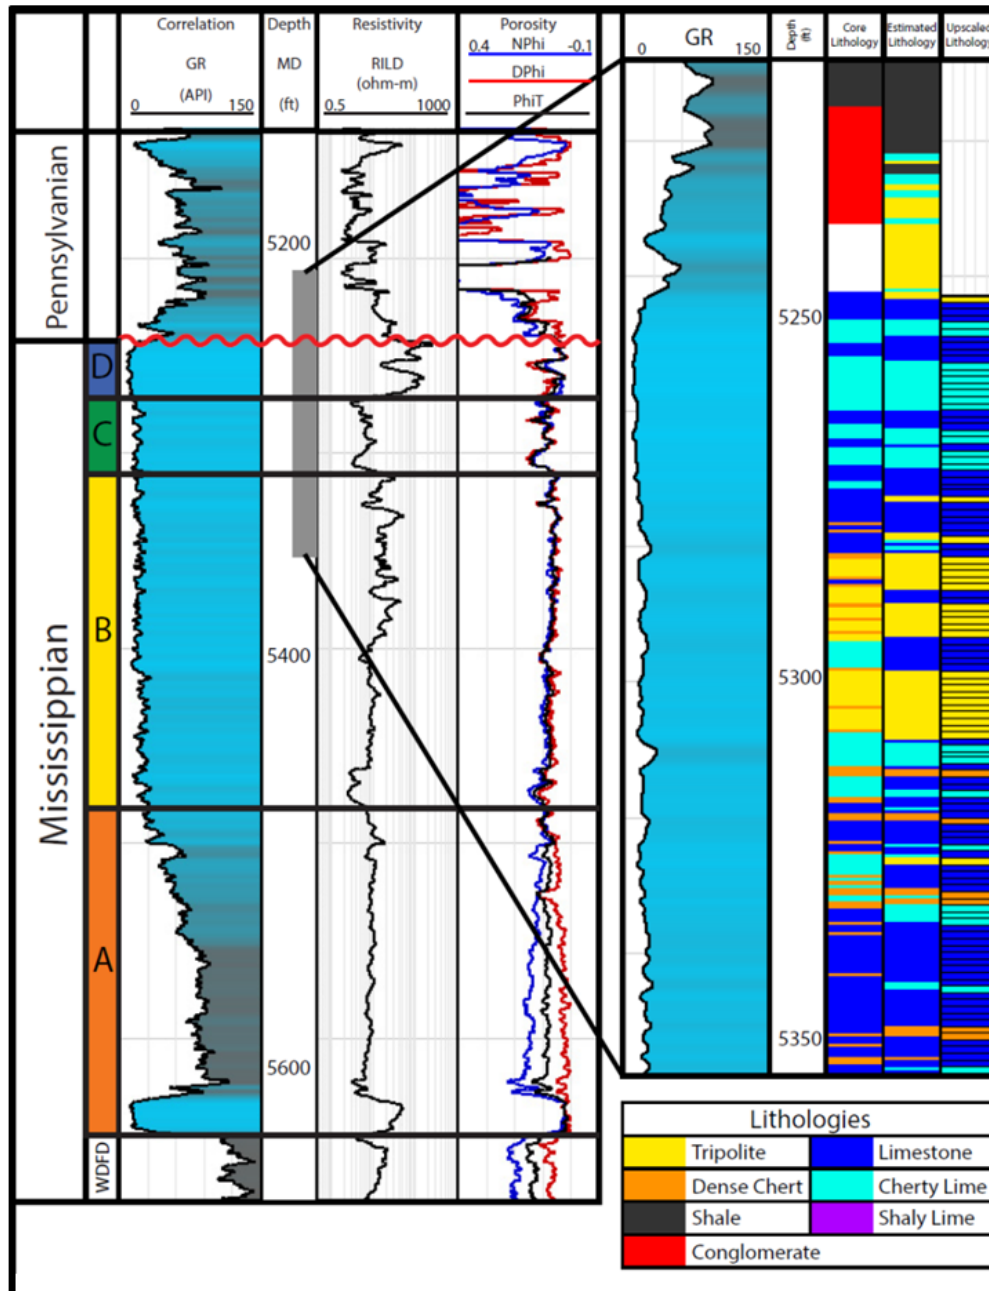 Correlation
GR
(API)
0 150
Depth
MD
(ft)
Resistivity
RILD
(ohm-m)
0.5 1000
Porosity
0.4 NPhi -0.1
DPhi
PhiT
GR
0 150
Depth
(ft)
Core
Lithology
Estimated
Lithology
Upscaled
Lithology
Pennsylvanian
Mississippian
D
C
B
A
WDFD
5200
5400
5600
5250
5300
5350
Lithologies
Tripolite
Limestone
Dense Chert
Cherty Lime
Shale
Shaly Lime
Conglomerate